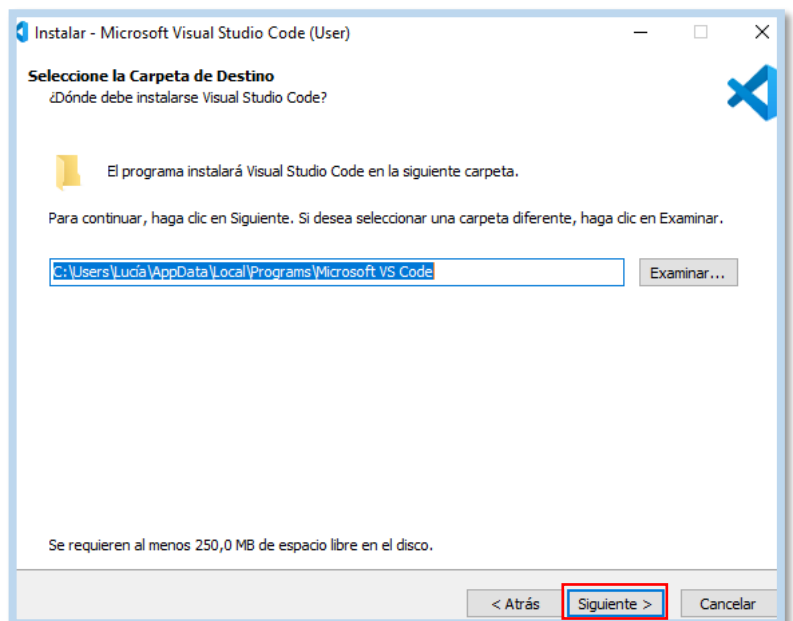 Instalar - Microsoft Visual Studio Code (User)
Seleccione la Carpeta de Destino
¿Dónde debe instalarse Visual Studio Code?
El programa instalará Visual Studio Code en la siguiente carpeta.
Para continuar, haga clic en Siguiente. Si desea seleccionar una carpeta diferente, haga clic en Examinar.
C:\Users\Lucía\AppData\Local\Programs\Microsoft VS Code
Examinar...
Se requieren al menos 250,0 MB de espacio libre en el disco.
< Atrás
Siguiente >
Cancelar